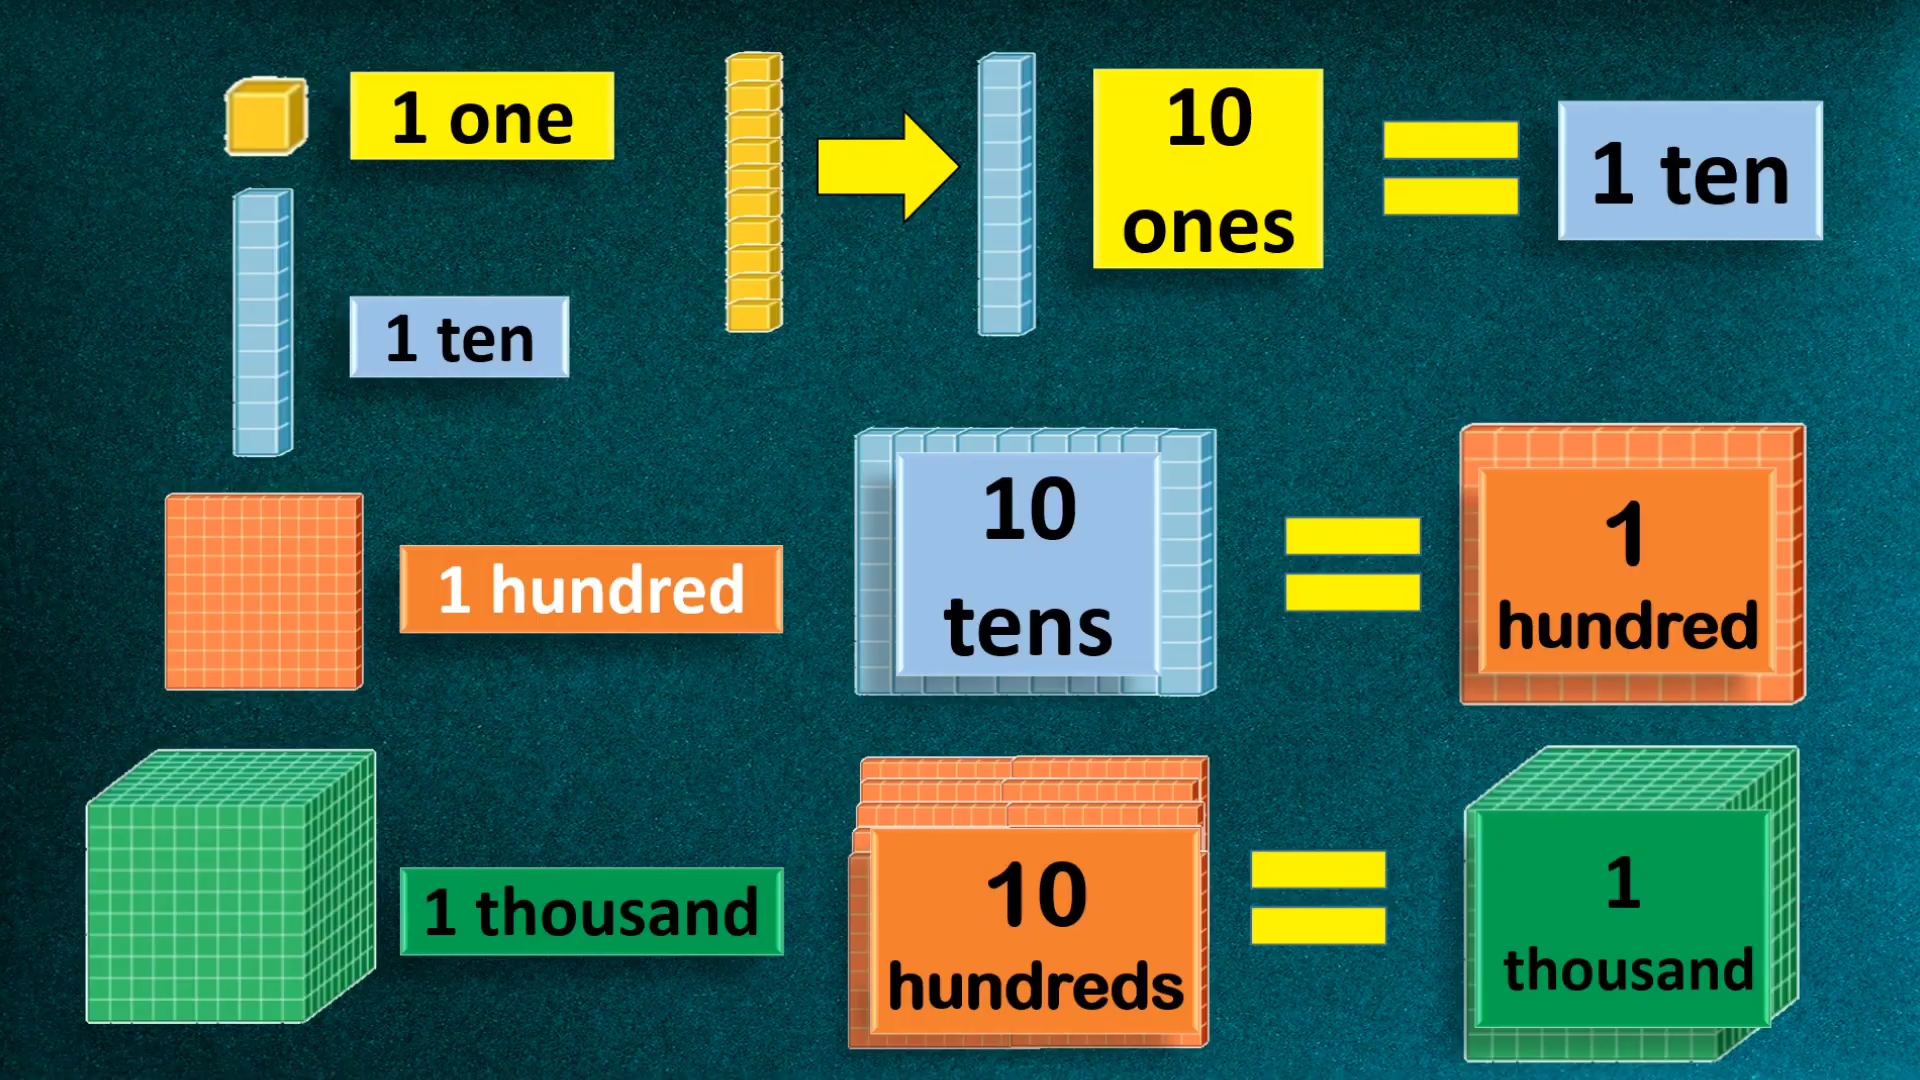 1 one
10
ones
1 ten
1 ten
1 hundred
10
tens
1
hundred
1 thousand
10
hundreds
1
thousand